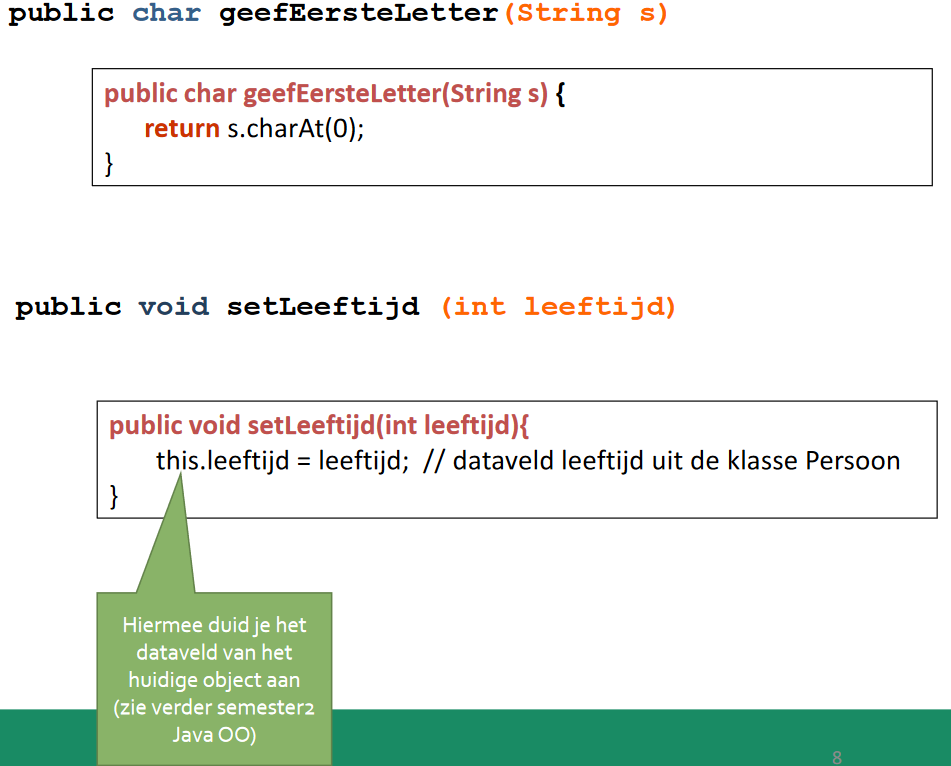 public char geefEersteLetter(String s)
public char geefEersteLetter(String s) {
return s.charAt(0);
}
public void setLeeftijd (int leeftijd)
public void setLeeftijd(int leeftijd){
this.leeftijd = leeftijd; // dataveld leeftijd uit de klasse Persoon
}
Hiermee duid je het
dataveld van het
huidige object aan
(zie verder semester2
Java OO)
8